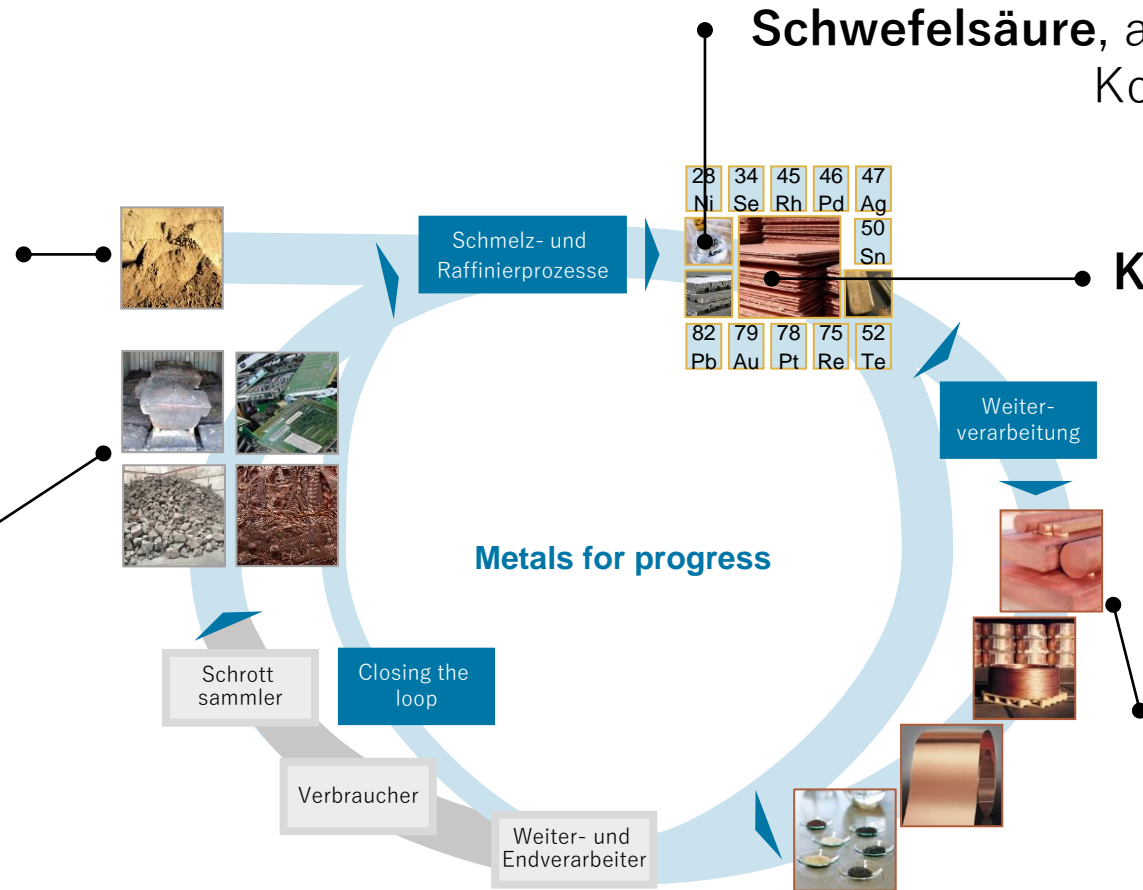 Schwefelsäure, a
Ko
28 34 45 46 47
Ni Se Rh Pd Ag
Schmelz- und
Raffinierprozesse
50
Sn
K
82 79 78 75 52
Pb Au Pt Re Te
Weiter-
verarbeitung
Metals for progress
Schrott
sammler
Closing the
loop
Verbraucher
Weiter- und
Endverarbeiter